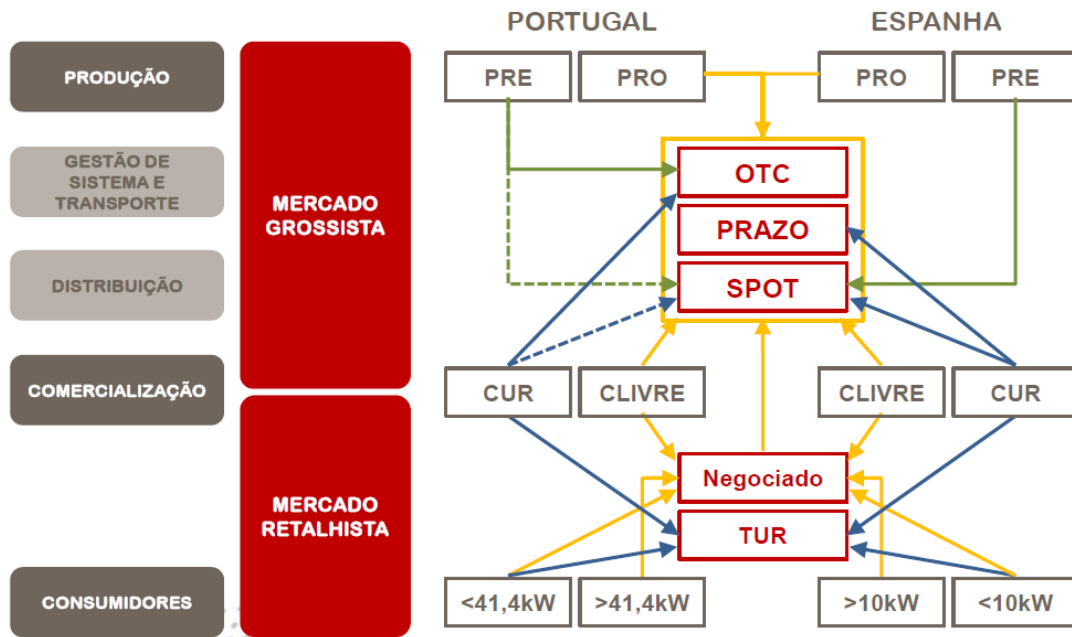 PORTUGAL
ESPANHA
PRODUÇÃO
GESTÃO DE
SISTEMA E
TRANSPORTE
DISTRIBUIÇÃO
COMERCIALIZAÇÃO
CONSUMIDORES
MERCADO
GROSSISTA
MERCADO
RETALHISTA
PRE
PRO
PRO
PRE
OTC
PRAZO
SPOT
CUR
CLIVRE
CLIVRE
CUR
Negociado
TUR
<41,4kW
>41,4kW
>10kW
<10kW